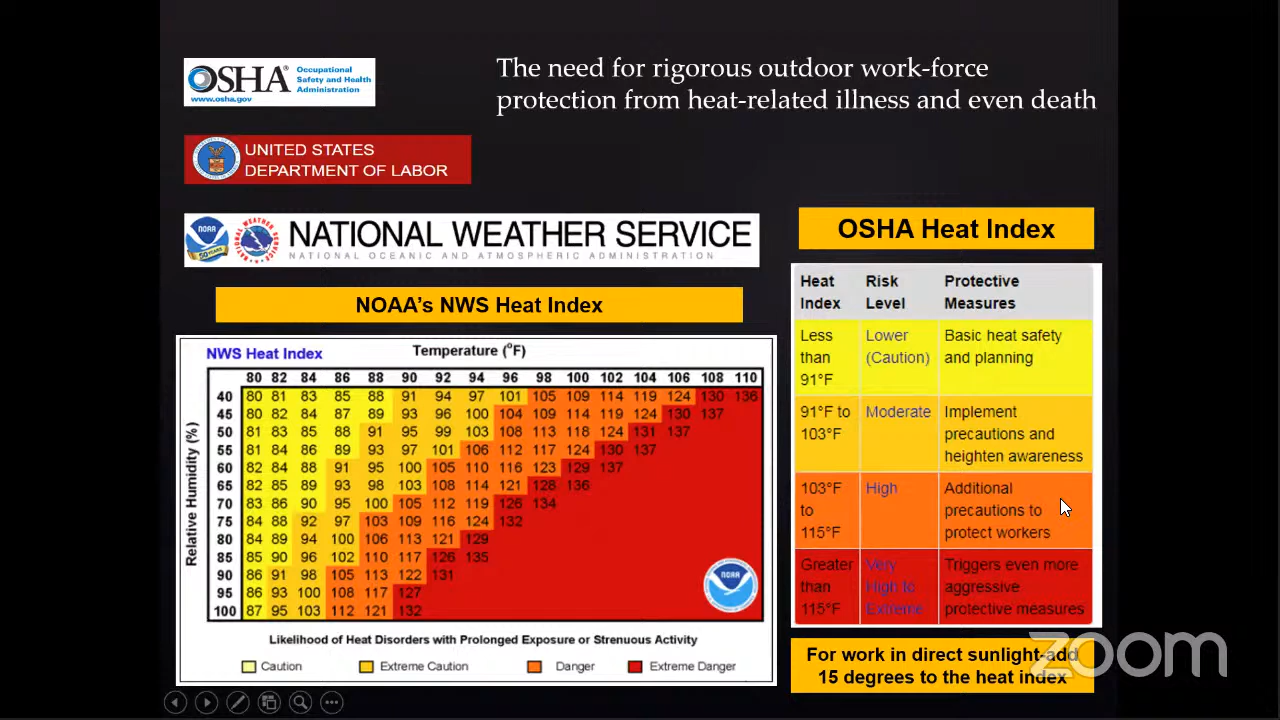 The need for rigorous outdoor work-force
protection from heat-related illness and even death
OSHA®
Occupational
Safety and Health
Administration
www.osha.gov
UNITED STATES
DEPARTMENT OF LABOR
NOAA
50 YEARS
NATIONAL WEATHER SERVICE
NATIONAL OCEANIC AND ATMOSPHERIC ADMINISTRATION
NOAA's NWS Heat Index
NWS Heat Index
Temperature (°F)
80 82 84 86 88 90 92 94 96 98 100 102 104 106 108 110
Relative Humidity (%)
40 80 81 83 85 88 91 94 97 101 105 109 114 119 124 130 136
45 80 82 84 87 89 93 96 100 104 109 114 119 124 130 137
50 81 83 85 88 91 95 99 103 108 113 118 124 131 137
55 81 84 86 89 93 97 101 106 112 117 124 130 137
60 82 84 88 91 95 100 105 110 116 123 129 137
65 82 85 89 93 98 103 108 114 121 128 136
70 83 86 90 95 100 105 112 119 126 134
75 84 88 92 97 103 109 116 124 132
80 84 89 94 100 106 113 121 129
85 85 90 96 102 110 117 126 135
90 86 91 98 105 113 122 131
95 86 93 100 108 117 127
100 87 95 103 112 121 132
NOAA
Likelihood of Heat Disorders with Prolonged Exposure or Strenuous Activity
Caution Extreme Caution Danger Extreme Danger
OSHA Heat Index
Heat Risk Protective
Index Level Measures
Less Lower Basic heat safety
than (Caution) and planning
91°F
91°F to Moderate Implement
103°F precautions and
heighten awareness
103°F High Additional
to precautions to
115°F protect workers
Greater Very Triggers even more
than High to aggressive
115°F Extreme protective measures
For work in direct sunlight-add
15 degrees to the heat index
zoom